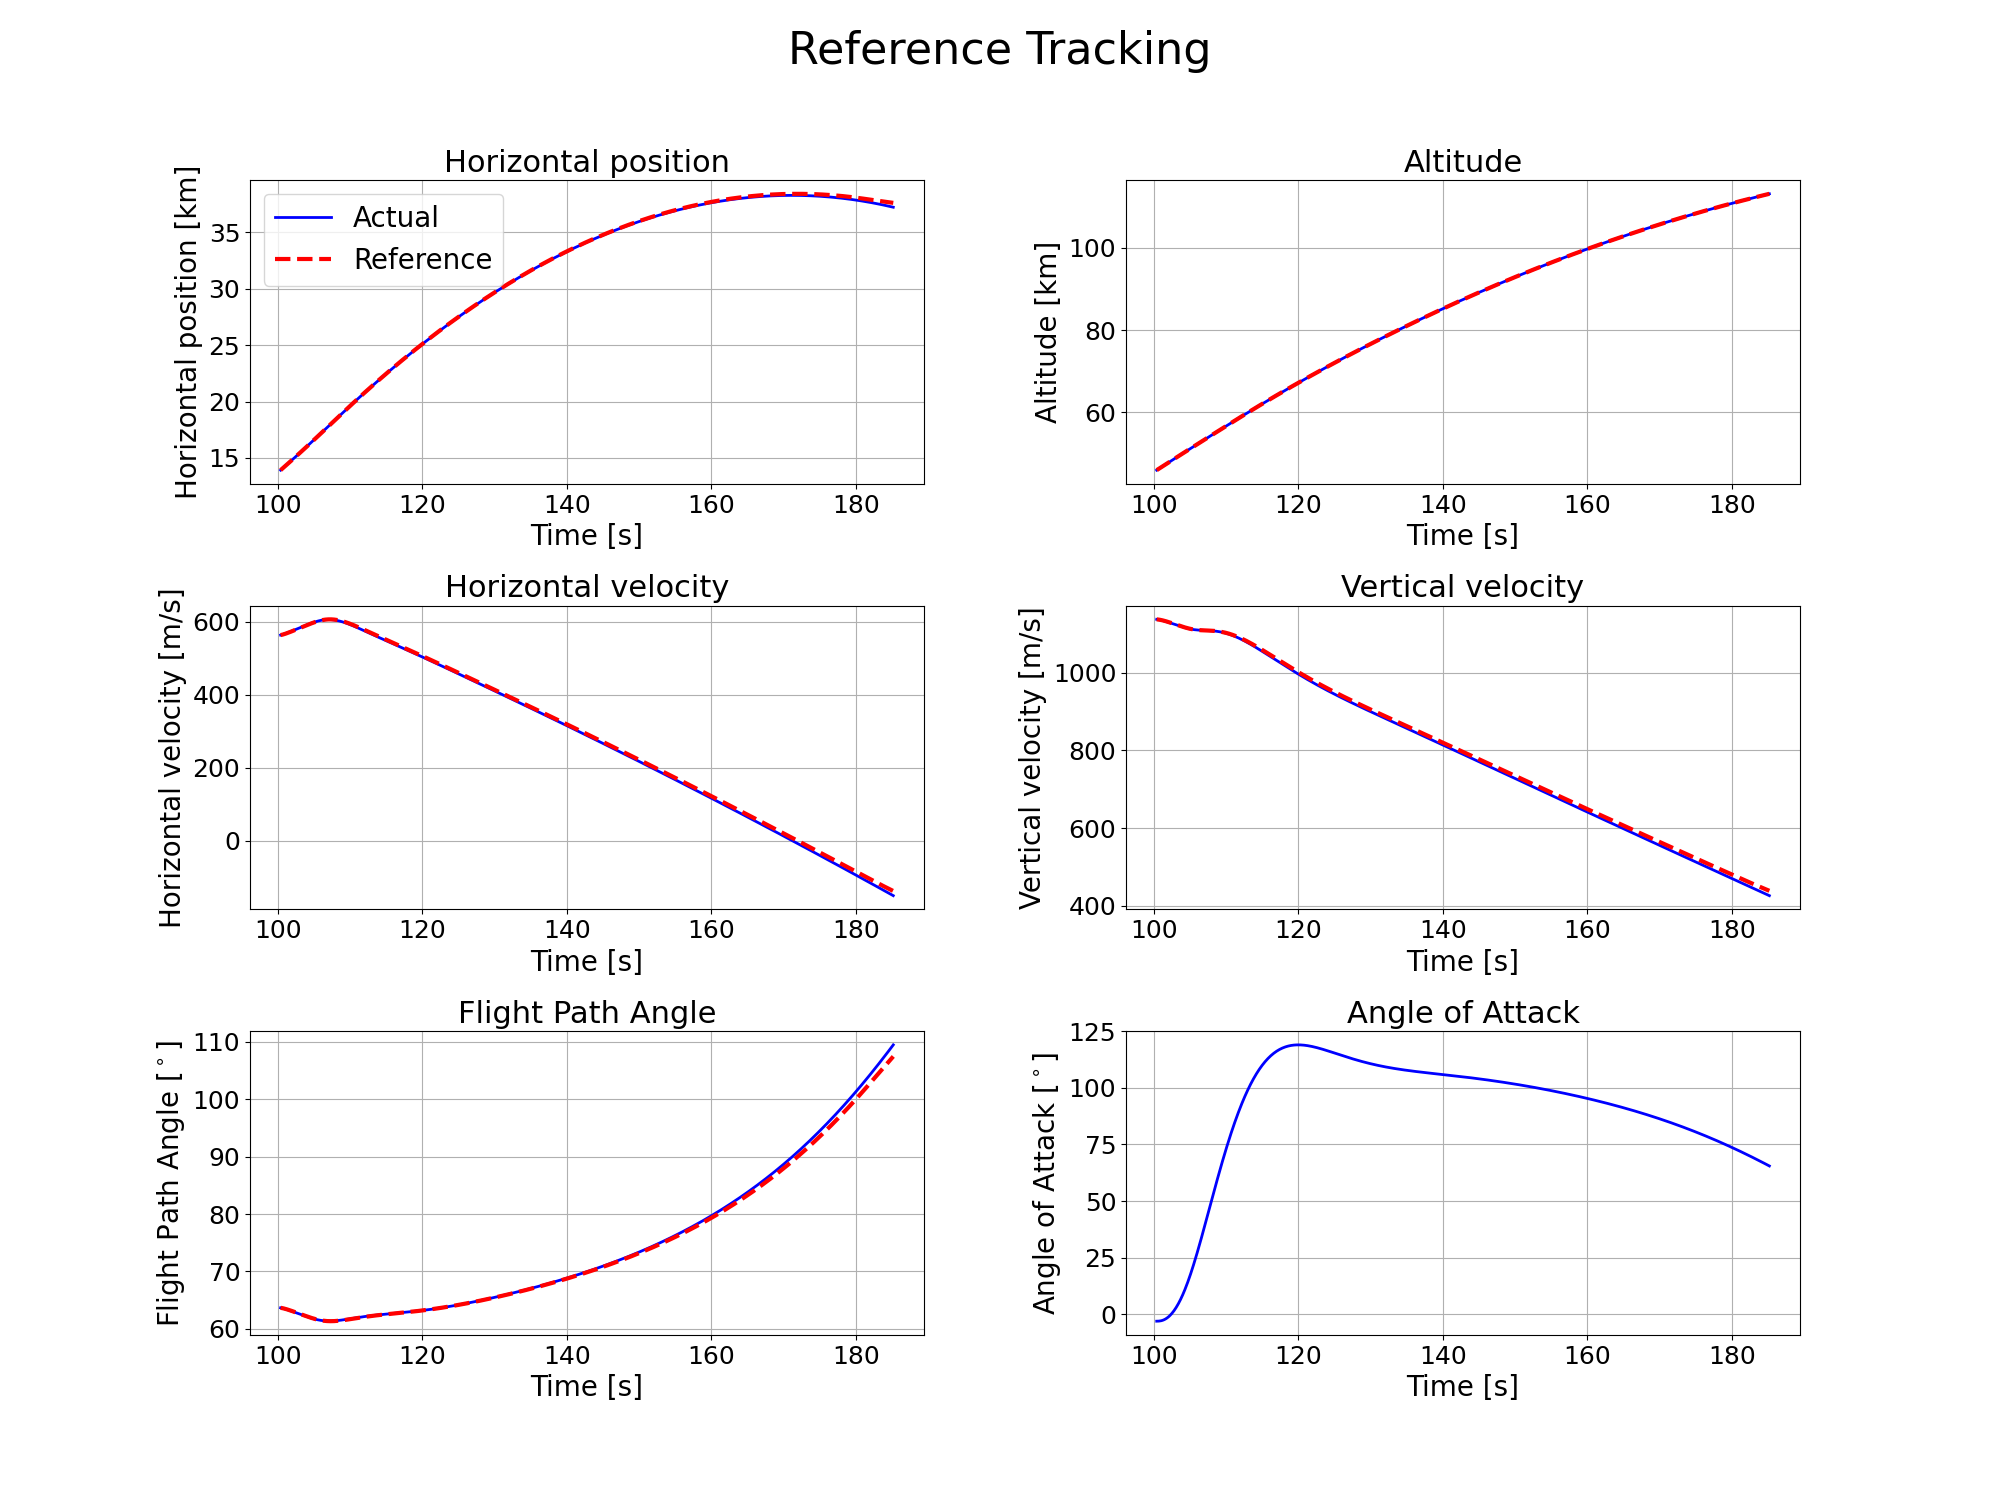 Reference Tracking
Horizontal position
Horizontal position [km]
35
30
25
20
15
Actual
Reference
100 120 140 160 180
Time [s]
Altitude
Altitude [km]
100
80
60
100 120 140 160 180
Time [s]
Horizontal velocity
Horizontal velocity [m/s]
600
400
200
0
100 120 140 160 180
Time [s]
Vertical velocity
Vertical velocity [m/s]
1000
800
600
400
100 120 140 160 180
Time [s]
Flight Path Angle
Flight Path Angle [°]
110
100
90
80
70
60
100 120 140 160 180
Time [s]
Angle of Attack
Angle of Attack [°]
125
100
75
50
25
0
100 120 140 160 180
Time [s]